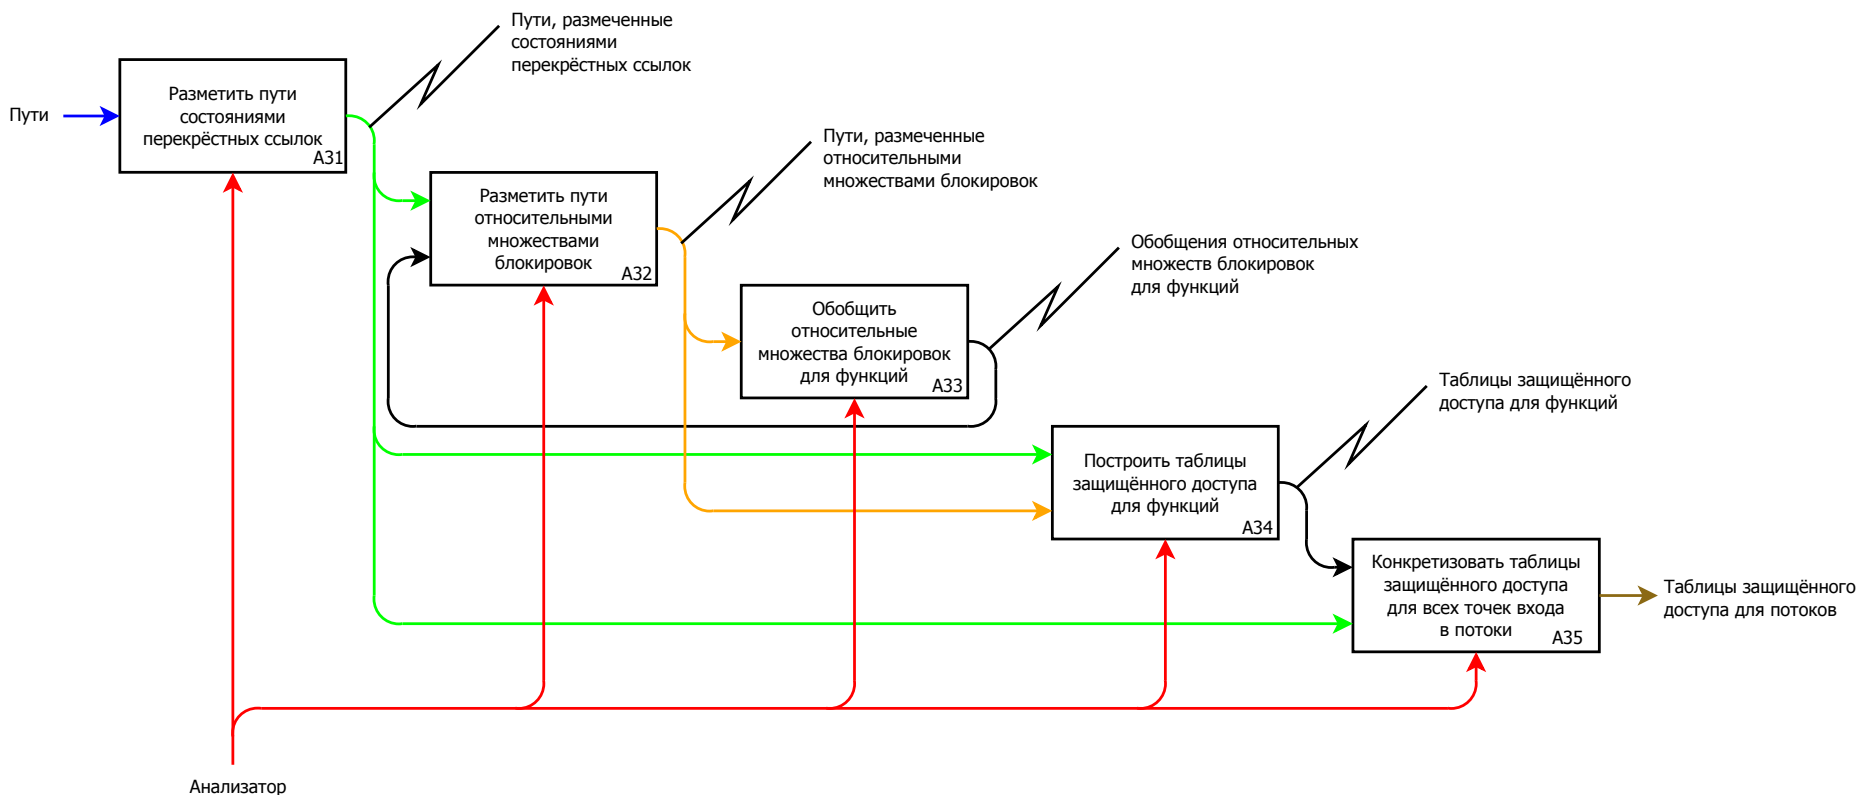 Пути, размеченные
состояниями
перекрёстных ссылок
Пути
Разметить пути
состояниями
перекрёстных ссылок
A31
Пути, размеченные
относительными
множествами блокировок
Разметить пути
относительными
множествами
блокировок
A32
Обобщения относительных
множеств блокировок
для функций
Обобщить
относительные
множества блокировок
для функций
A33
Таблицы защищённого
доступа для функций
Построить таблицы
защищённого доступа
для функций
A34
Конкретизовать таблицы
защищённого доступа
для всех точек входа
в потоки
A35
Таблицы защищённого
доступа для потоков
Анализатор